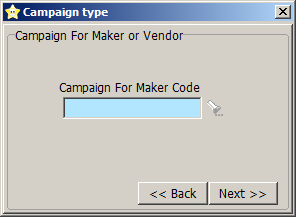 Campaign type
Campaign For Maker or Vendor
Campaign For Maker Code
<< Back
Next >>